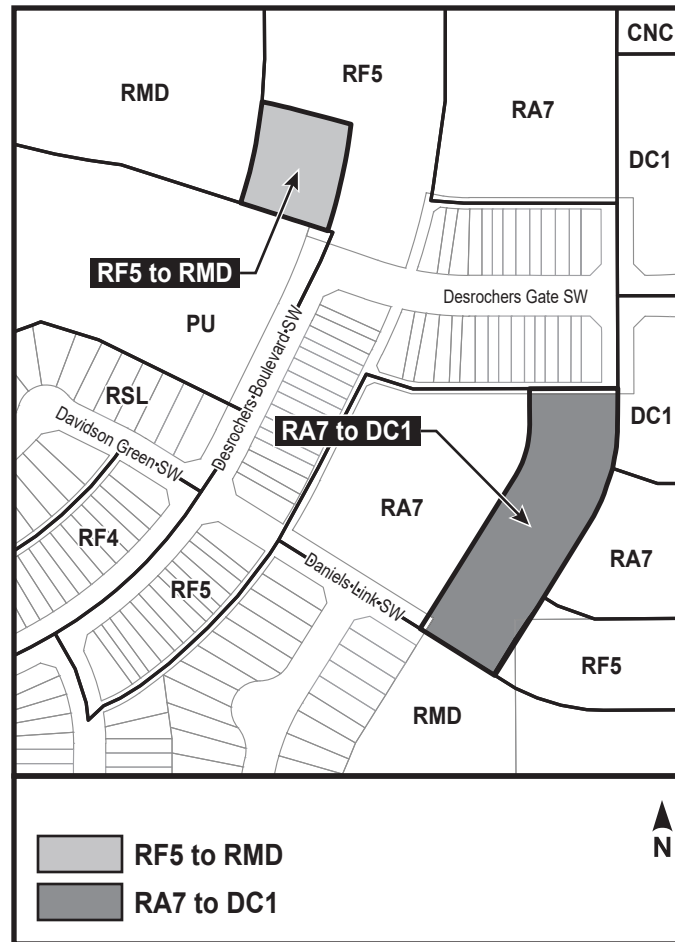 CNC
RF5
RMD
RA7
DC1
RF5 to RMD
Desrochers Gate SW
PU
Desrochers Boulevard SW
RSL
DC1
Davidson Green SW
RA7 to DC1
RA7
RF4
RA7
RF5
Daniels Link SW
RF5
RMD
RF5 to RMD
RA7 to DC1
N